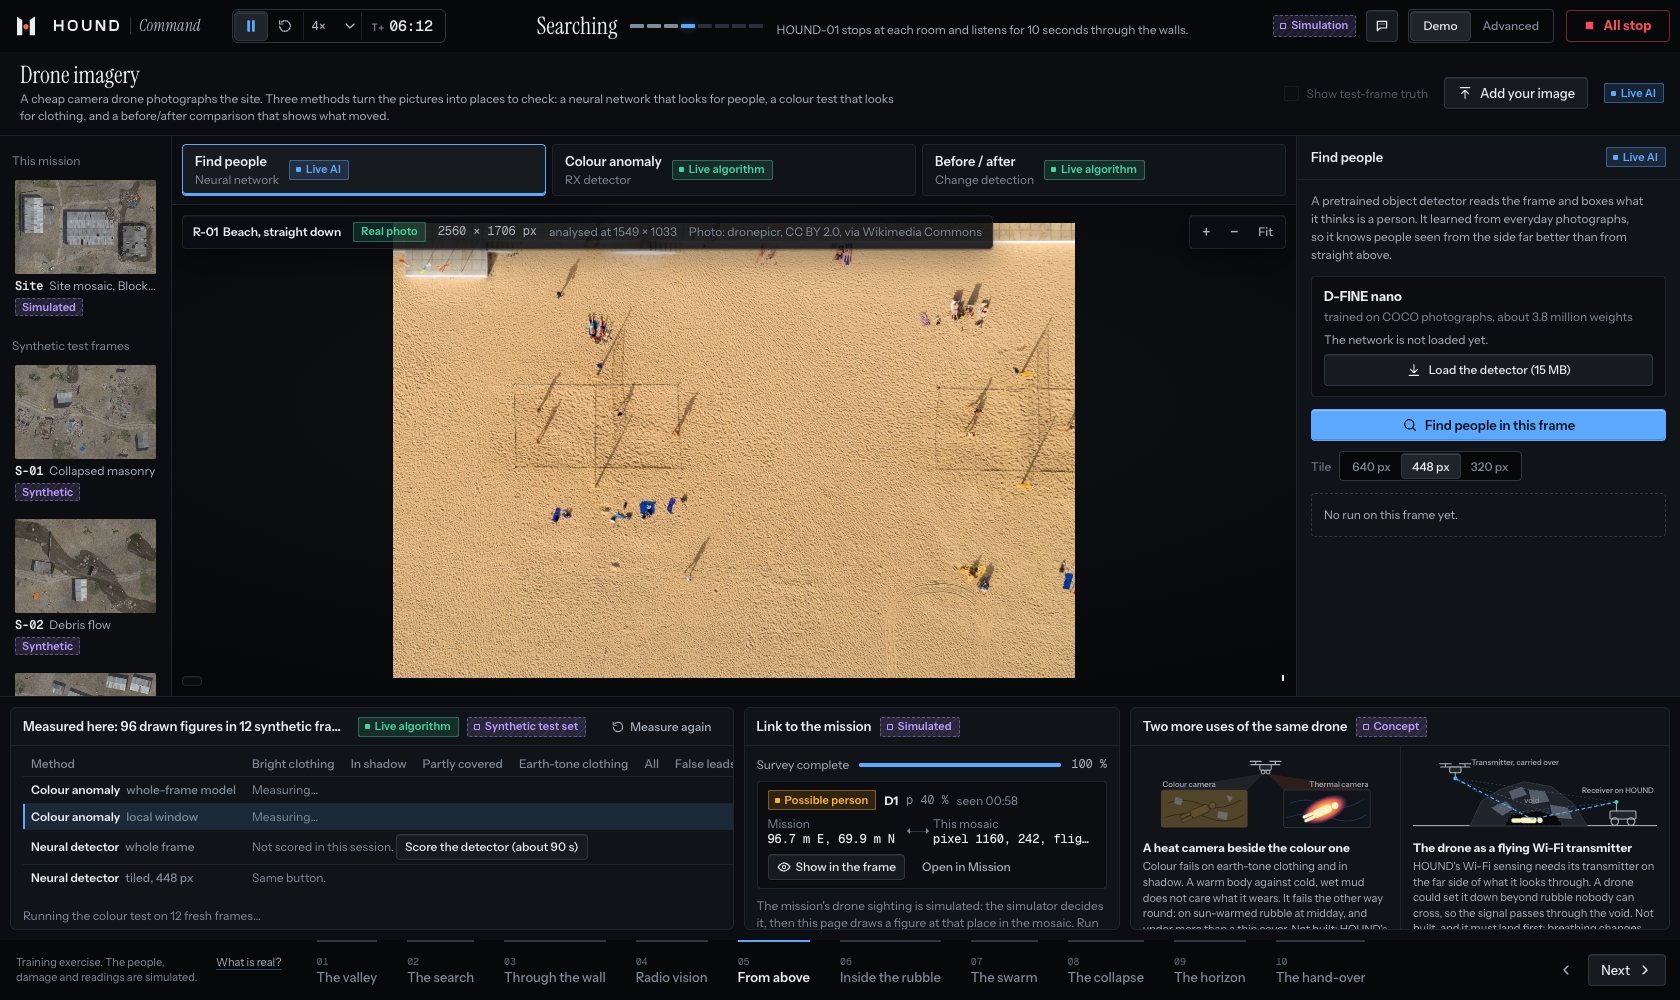 HOUND Command
4×
T+ 06:12
Searching
HOUND-01 stops at each room and listens for 10 seconds through the walls.
Simulation
Demo
Advanced
All stop
Drone imagery
A cheap camera drone photographs the site. Three methods turn the pictures into places to check: a neural network that looks for people, a colour test that looks
for clothing, and a before/after comparison that shows what moved.
Show test-frame truth
Add your image
Live AI
This mission
Site Site mosaic, Block…
Simulated
Synthetic test frames
S-01 Collapsed masonry
Synthetic
S-02 Debris flow
Synthetic
Find people
Neural network
Live AI
Colour anomaly
RX detector
Live algorithm
Before / after
Change detection
Live algorithm
R-01 Beach, straight down
Real photo
2560 × 1706 px
analysed at 1549 × 1033
Photo: dronepicr, CC BY 2.0, via Wikimedia Commons
+
−
Fit
Find people
Live AI
A pretrained object detector reads the frame and boxes what
it thinks is a person. It learned from everyday photographs,
so it knows people seen from the side far better than from
straight above.
D-FINE nano
trained on COCO photographs, about 3.8 million weights
The network is not loaded yet.
Load the detector (15 MB)
Find people in this frame
Tile
640 px
448 px
320 px
No run on this frame yet.
Measured here: 96 drawn figures in 12 synthetic fra…
Live algorithm
Synthetic test set
Measure again
Method Bright clothing In shadow Partly covered Earth-tone clothing All False leads
Colour anomaly whole-frame model Measuring…
Colour anomaly local window Measuring…
Neural detector whole frame Not scored in this session. Score the detector (about 90 s)
Neural detector tiled, 448 px Same button.
Running the colour test on 12 fresh frames…
Link to the mission
Simulated
Survey complete
100 %
Possible person
D1 p 40 % seen 00:58
Mission
96.7 m E, 69.9 m N
This mosaic
pixel 1160, 242, flig…
Show in the frame
Open in Mission
The mission's drone sighting is simulated: the simulator decides
it, then this page draws a figure at that place in the mosaic. Run
Two more uses of the same drone
Concept
Colour camera
Thermal camera
A heat camera beside the colour one
Colour fails on earth-tone clothing and in
shadow. A warm body against cold, wet mud
does not care what it wears. It fails the other way
round: on sun-warmed rubble at midday, and
under more than a thin cover. Not built: HOUND's
Transmitter, carried over
Receiver on HOUND
void
The drone as a flying Wi-Fi transmitter
HOUND's Wi-Fi sensing needs its transmitter on
the far side of what it looks through. A drone
could set it down beyond rubble nobody can
cross, so the signal passes through the void. Not
built, and it must land first: breathing changes
Training exercise. The people,
damage and readings are simulated.
What is real?
01 The valley
02 The search
03 Through the wall
04 Radio vision
05 From above
06 Inside the rubble
07 The swarm
08 The collapse
09 The horizon
10 The hand-over
Next